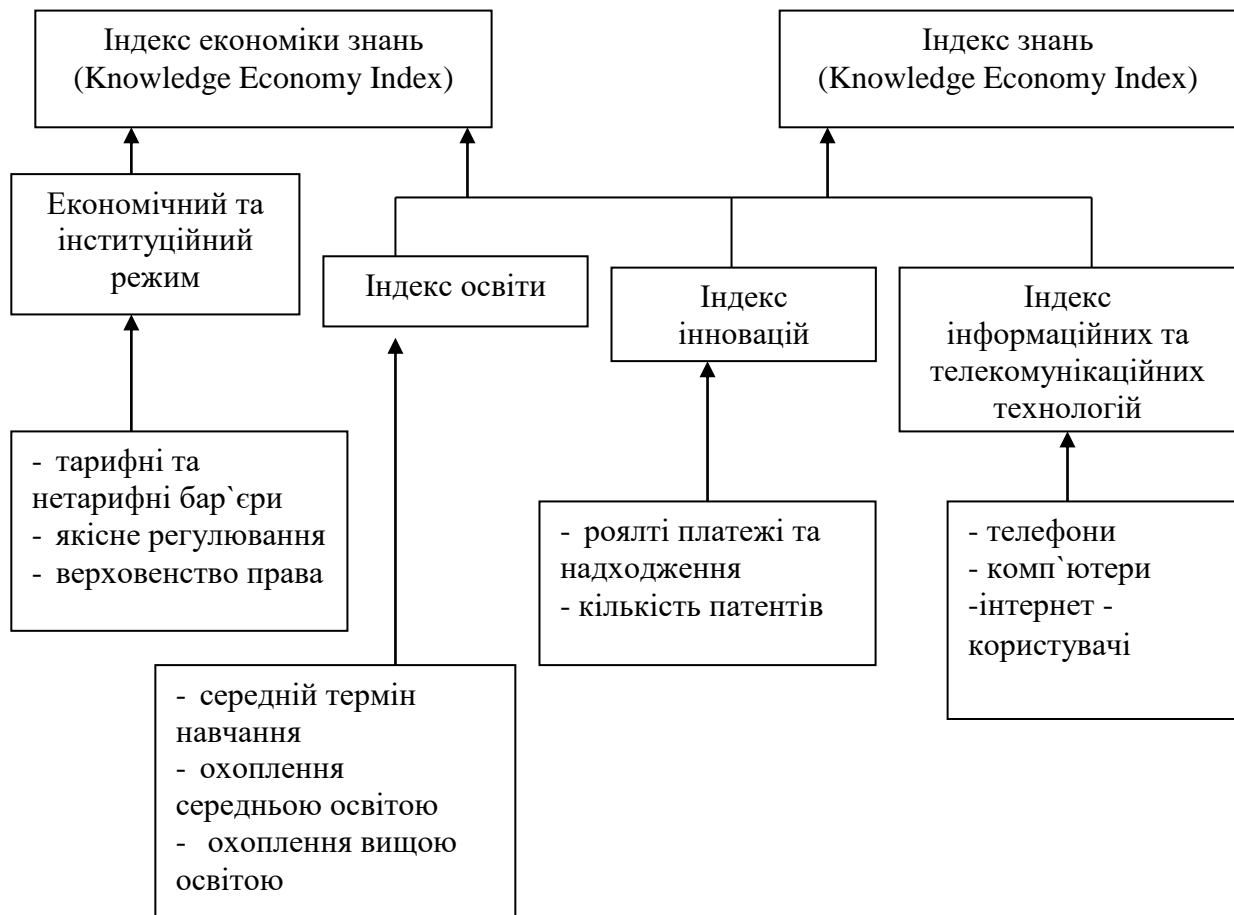 Індекс економіки знань
(Knowledge Economy Index)
Індекс знань
(Knowledge Economy Index)
Економічний та
інституційний
режим
Індекс освіти
Індекс
інновацій
Індекс
інформаційних та
телекомунікаційних
технологій
- тарифні та
нетарифні бар`єри
- якісне регулювання
- верховенство права
- роялті платежі та
надходження
- кількість патентів
- телефони
- комп`ютери
-інтернет -
користувачі
- середній термін
навчання
- охоплення
середньою освітою
- охоплення вищою
освітою